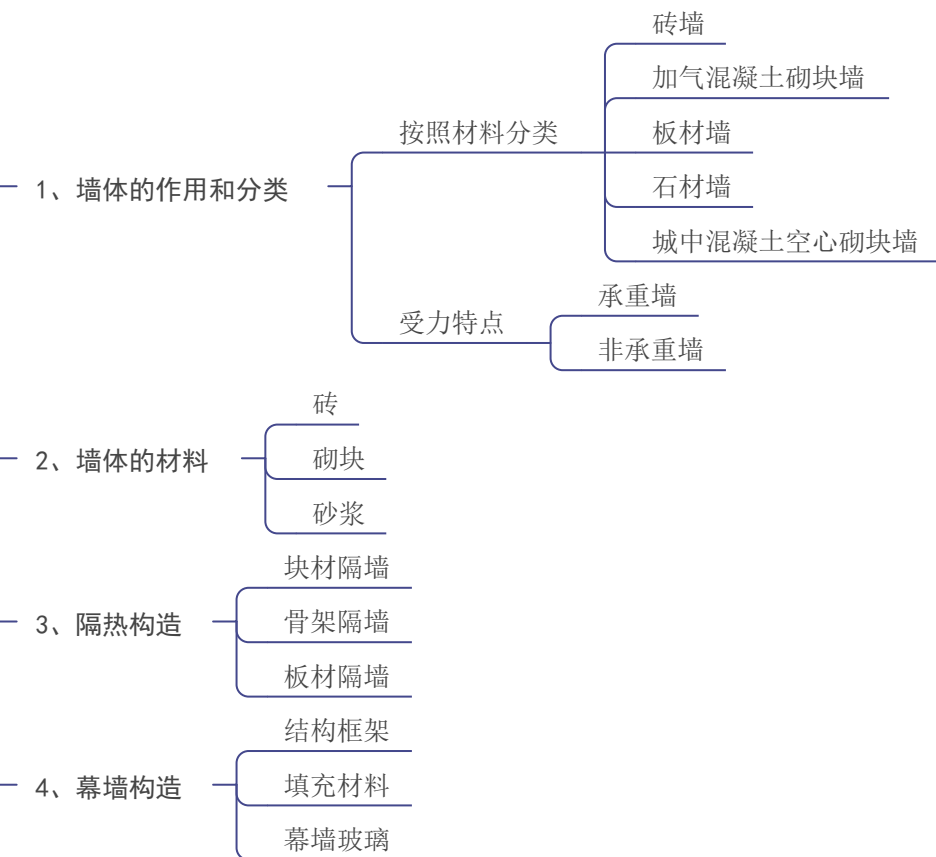 1、墙体的作用和分类
按照材料分类
砖墙
加气混凝土砌块墙
板材墙
石材墙
城中混凝土空心砌块墙
受力特点
承重墙
非承重墙
2、墙体的材料
砖
砌块
砂浆
3、隔热构造
块材隔墙
骨架隔墙
板材隔墙
4、幕墙构造
结构框架
填充材料
幕墙玻璃